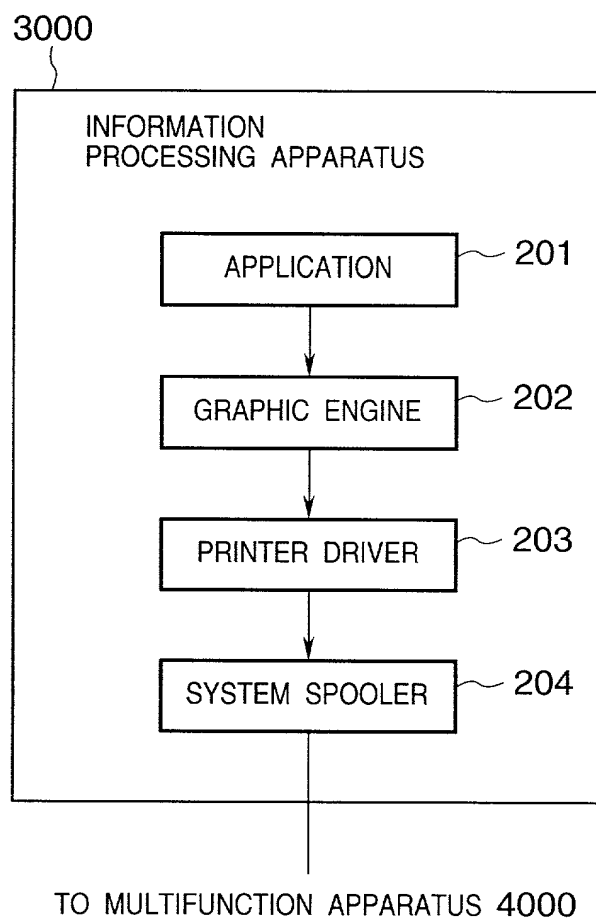 3000
INFORMATION
PROCESSING APPARATUS
APPLICATION
201
GRAPHIC ENGINE
202
PRINTER DRIVER
203
SYSTEM SPOOLER
204
TO MULTIFUNCTION APPARATUS 4000